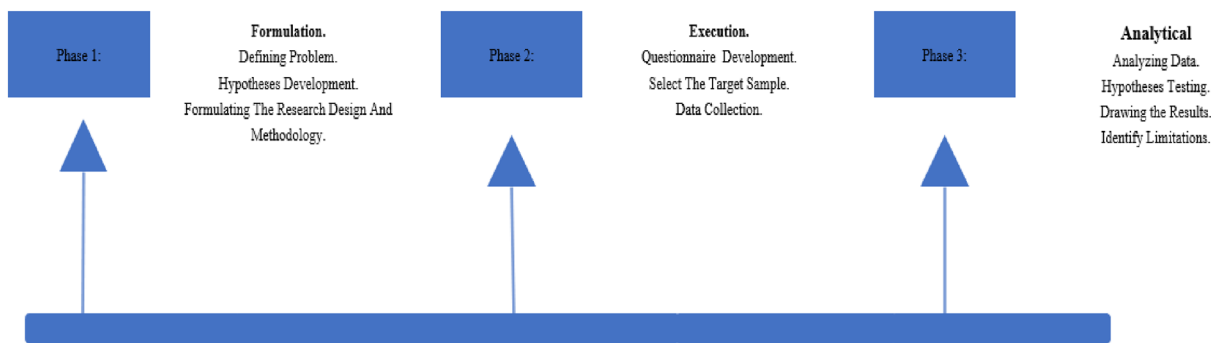 Phase 1:
Formulation.
Defining Problem.
Hypotheses Development.
Formulating The Research Design And
Methodology.
Phase 2:
Execution.
Questionnaire Development.
Select The Target Sample.
Data Collection.
Phase 3:
Analytical
Analyzing Data.
Hypotheses Testing.
Drawing the Results.
Identify Limitations.